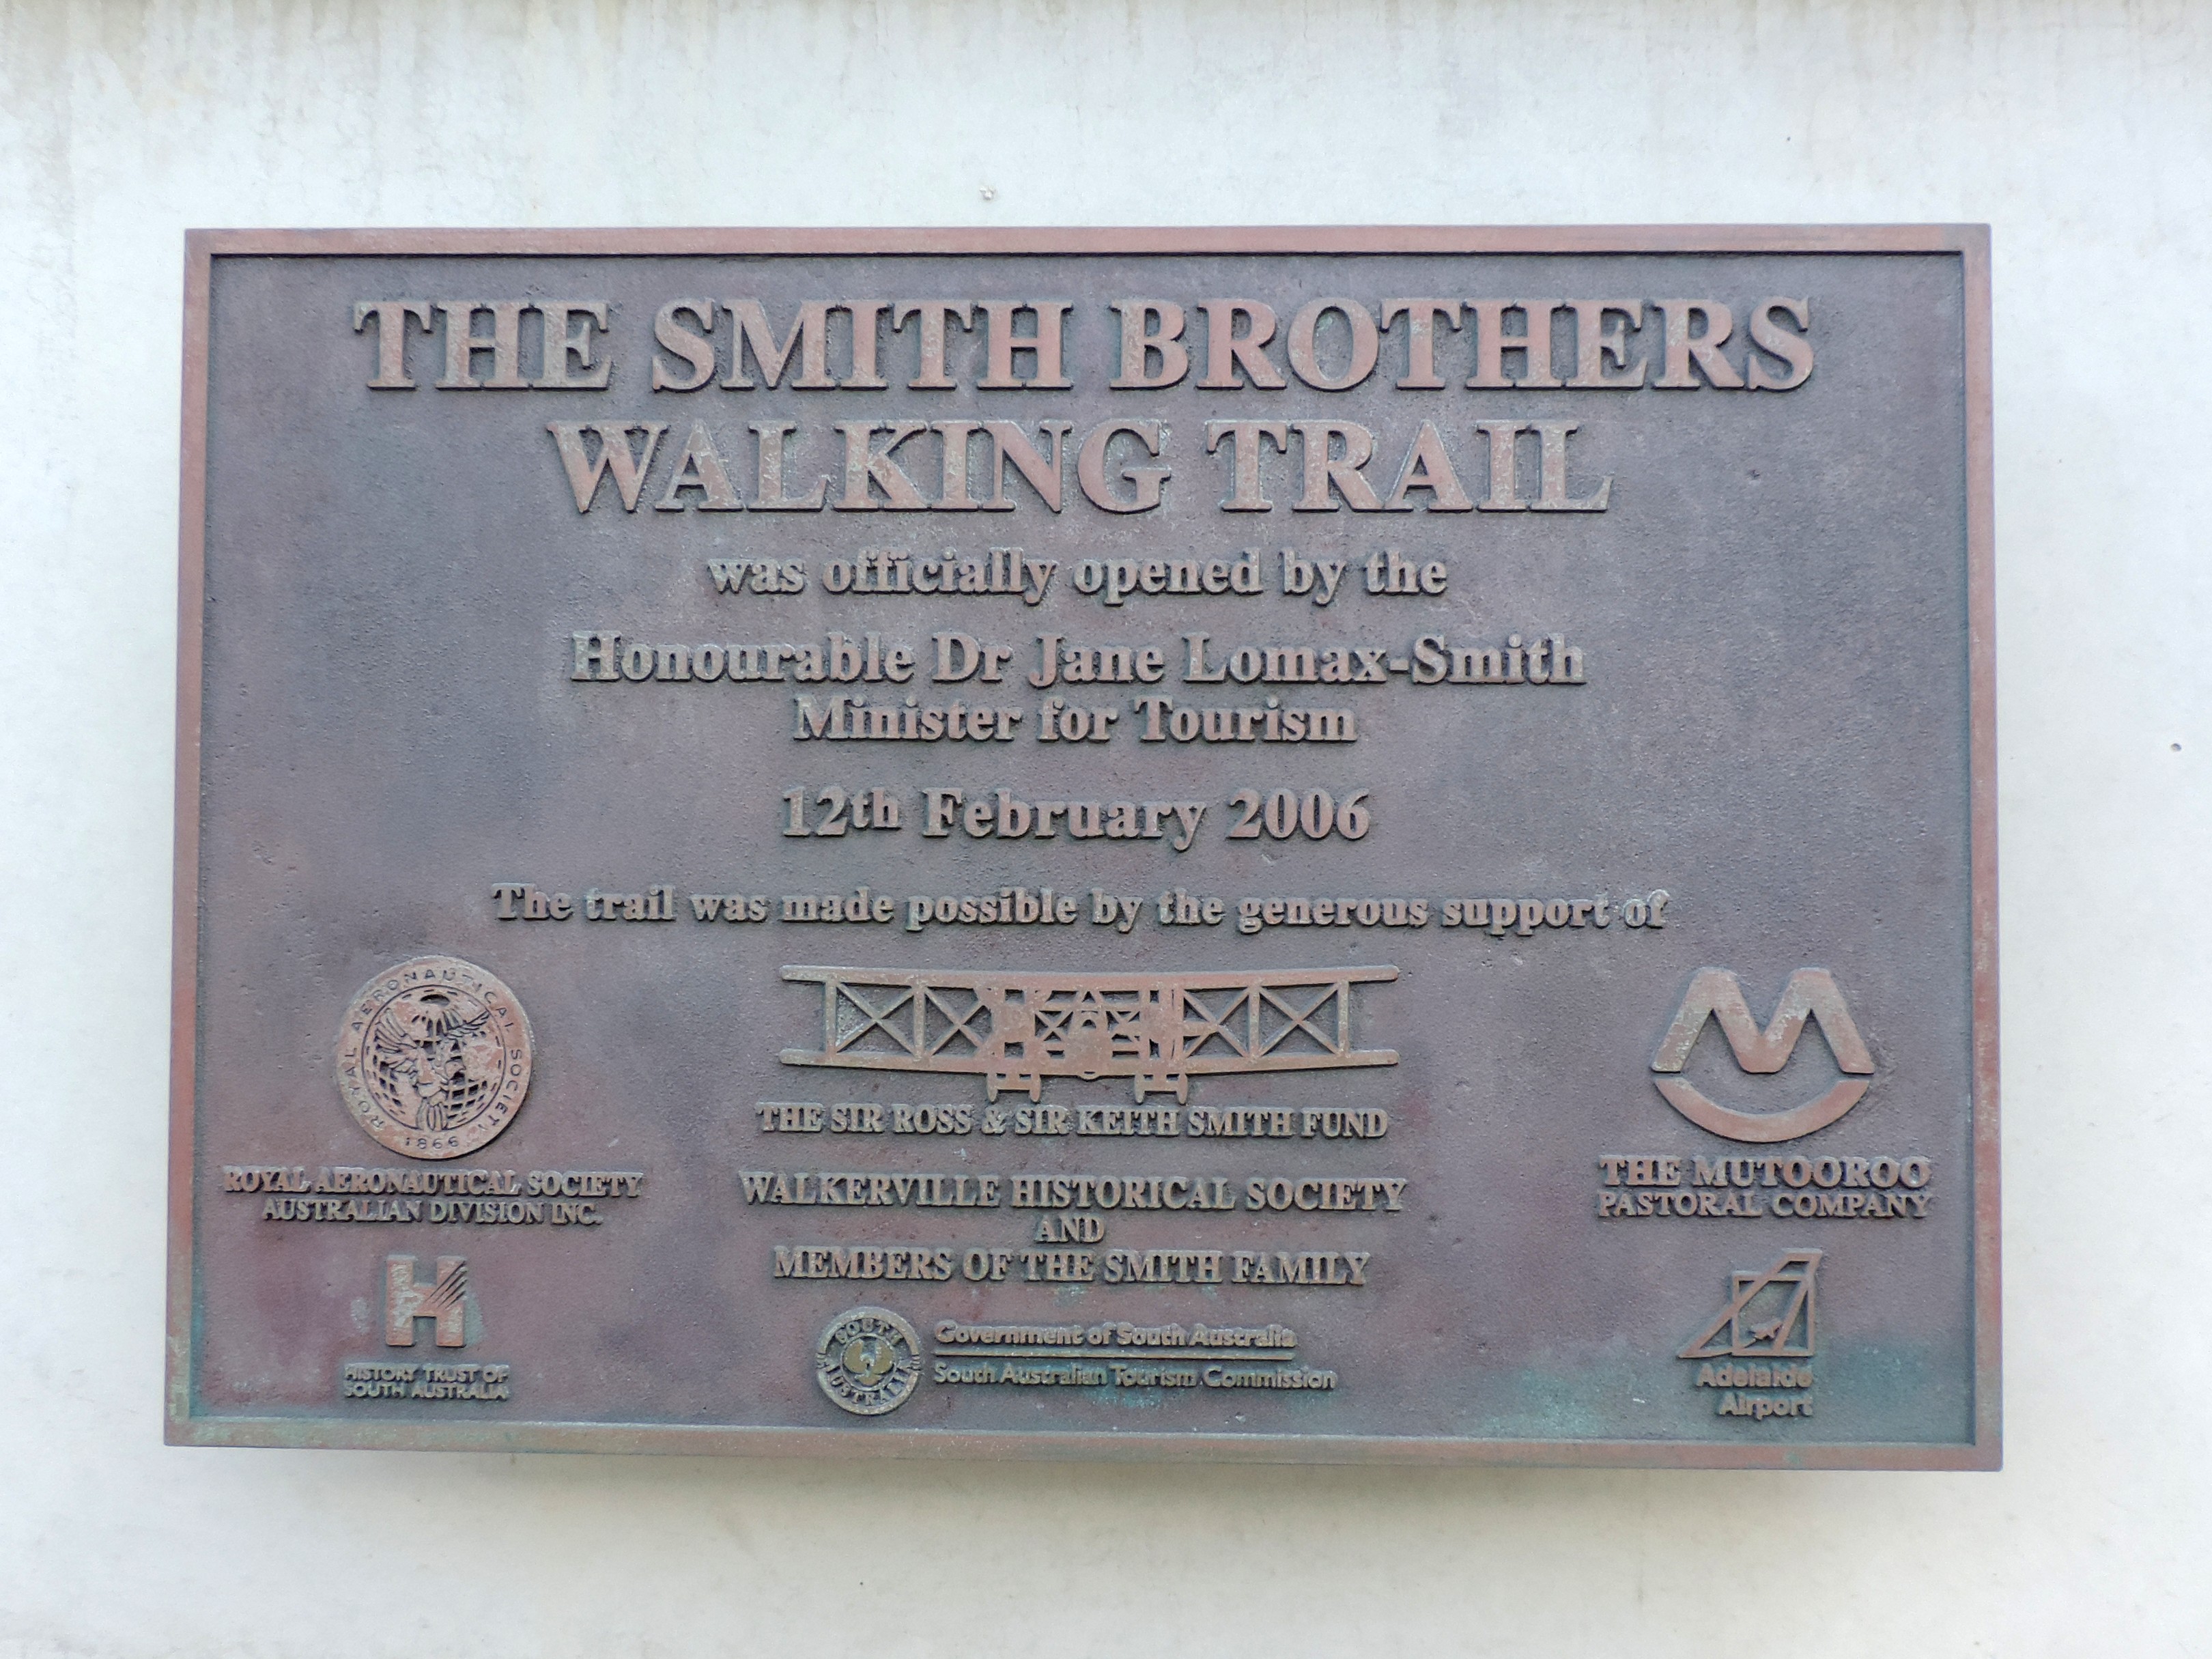 THE SMITH BROTHERS
WALKING TRAIL
was officially opened by the
Honourable Dr Jane Lomax-Smith
Minister for Tourism
12th February 2006
The trail was made possible by the generous support of
ROYAL AERONAUTICAL SOCIETY
1866
ROYAL AERONAUTICAL SOCIETY
AUSTRALIAN DIVISION INC.
H
HISTORY TRUST OF
SOUTH AUSTRALIA
THE SIR ROSS & SIR KEITH SMITH FUND
WALKERVILLE HISTORICAL SOCIETY
AND
MEMBERS OF THE SMITH FAMILY
SOUTH AUSTRALIA
Government of South Australia
South Australian Tourism Commission
M
THE MUTOOROO
PASTORAL COMPANY
Adelaide
Airport